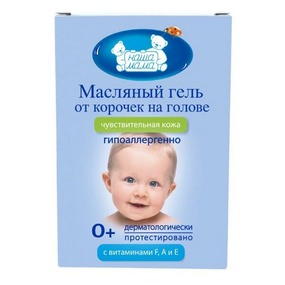 наша
мама
Масляный гель
от корочек на голове
чувствительная кожа
гипоаллергенно
0+
дерматологически
протестировано
с витаминами F, А и Е